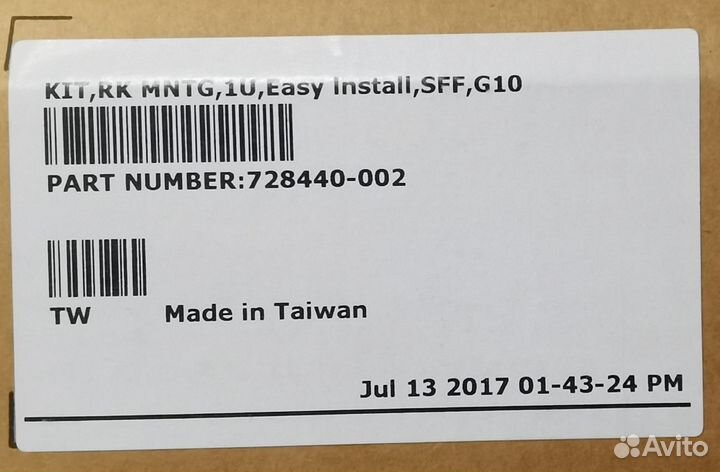 KIT,RK MNTG,1U,Easy Install,SFF,G10
PART NUMBER:728440-002
TW Made in Taiwan
Jul 13 2017 01-43-24 PM
Avito